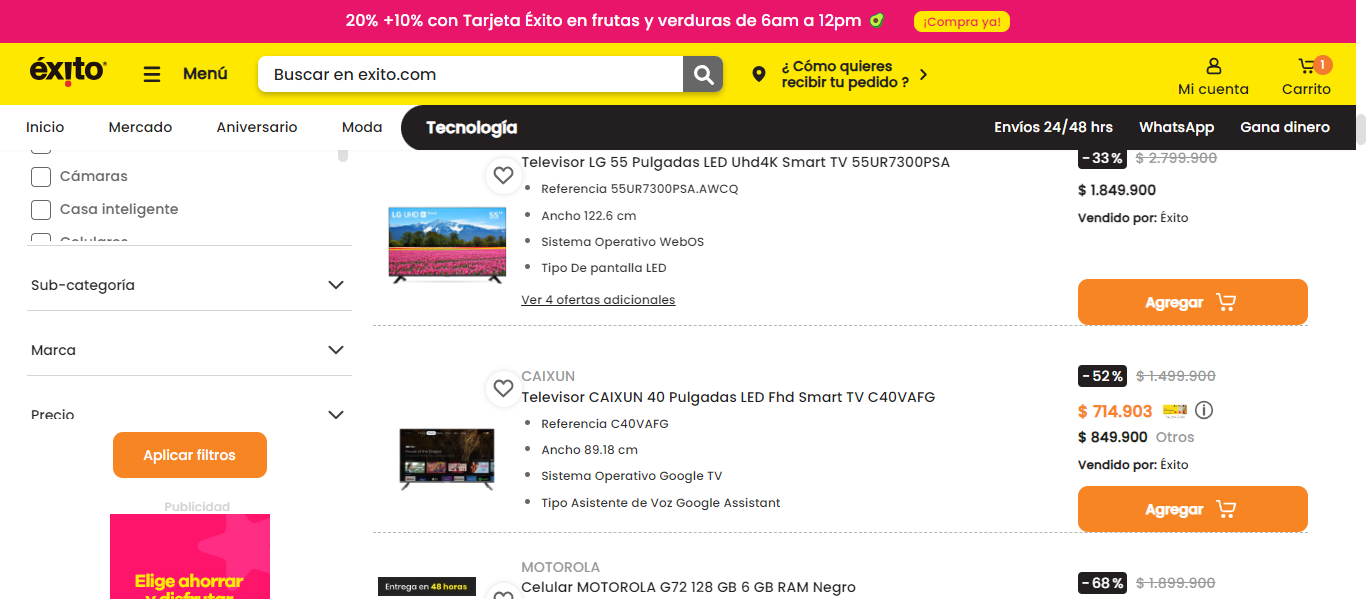 20% +10% con Tarjeta Éxito en frutas y verduras de 6am a 12pm
¡Compra ya!
éxito
Menú
Buscar en exito.com
¿ Cómo quieres
recibir tu pedido ?
Mi cuenta
1
Carrito
Inicio
Mercado
Aniversario
Moda
Tecnología
Envíos 24/48 hrs
WhatsApp
Gana dinero
Cámaras
Casa inteligente
Celulares
Sub-categoría
Marca
Precio
Aplicar filtros
Publicidad
Elige ahorrar
y disfrutar
LG UHD
55"
Televisor LG 55 Pulgadas LED Uhd4K Smart TV 55UR7300PSA
Referencia 55UR7300PSA.AWCQ
Ancho 122.6 cm
Sistema Operativo WebOS
Tipo De pantalla LED
Ver 4 ofertas adicionales
-33% $ 2.799.900
$ 1.849.900
Vendido por: Éxito
Agregar
CAIXUN
Televisor CAIXUN 40 Pulgadas LED Fhd Smart TV C40VAFG
Referencia C40VAFG
Ancho 89.18 cm
Sistema Operativo Google TV
Tipo Asistente de Voz Google Assistant
-52% $ 1.499.900
$ 714.903
$ 849.900 Otros
Vendido por: Éxito
Agregar
Entrega en 48 horas
MOTOROLA
Celular MOTOROLA G72 128 GB 6 GB RAM Negro
-68% $ 1.899.900